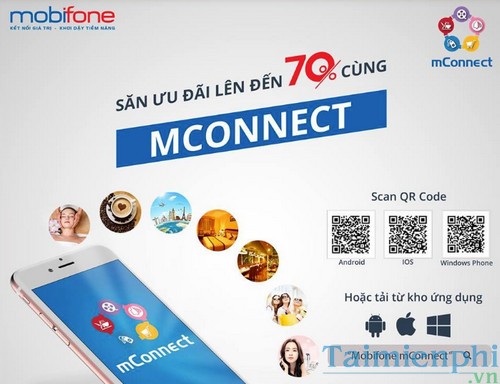 mobifone
KẾT NỐI GIÁ TRỊ - KHƠI DẬY TIỀM NĂNG
mConnect
SĂN ƯU ĐÃI LÊN ĐẾN 70% CÙNG
MCONNECT
Scan QR Code
Android
IOS
Windows Phone
Hoặc tải từ kho ứng dụng
Mobifone mConnect
mConnect
Taimienphi
.vn